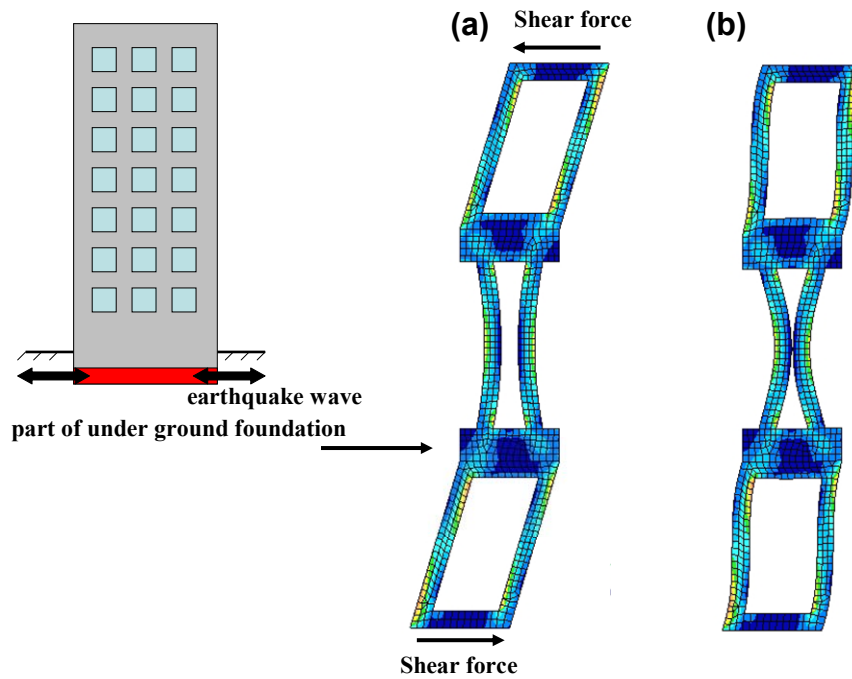 (a)
Shear force
(b)
earthquake wave
part of under ground foundation
Shear force